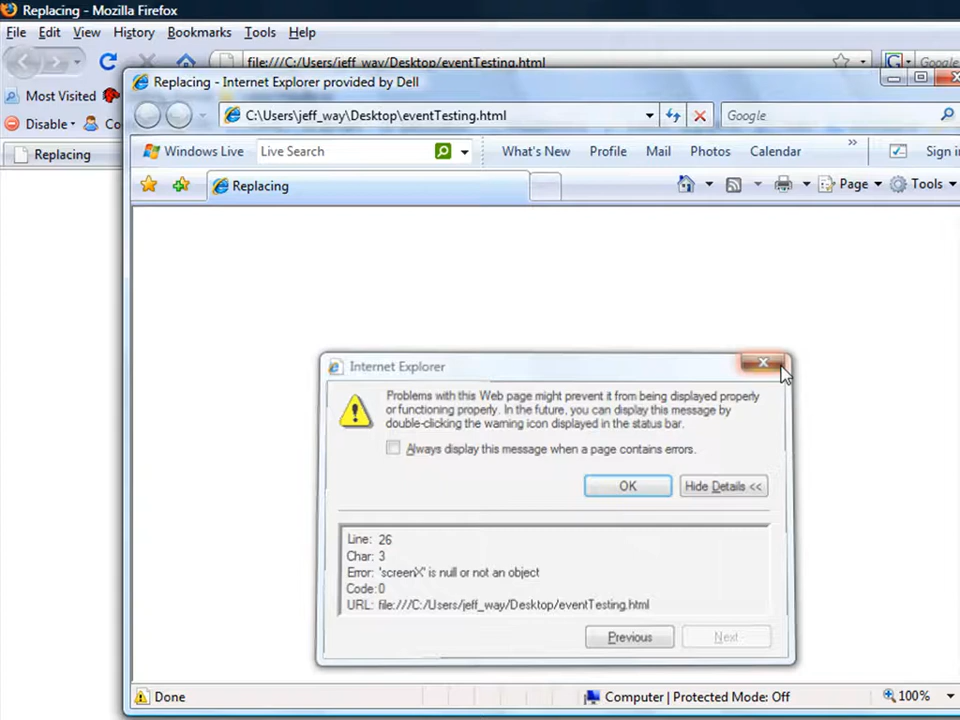 Replacing - Mozilla Firefox
File Edit View History Bookmarks Tools Help
file:///C:/Users/jeff_way/Desktop/eventTesting.html
Google
Replacing - Internet Explorer provided by Dell
Most Visited
C:\Users\jeff_way\Desktop\eventTesting.html
Google
Disable
Replacing
Windows Live
Live Search
What's New Profile Mail Photos Calendar
»
Sign in
Replacing
Page Tools
Internet Explorer
Problems with this Web page might prevent it from being displayed properly
or functioning properly. In the future, you can display this message by
double-clicking the warning icon displayed in the status bar.
Always display this message when a page contains errors.
OK
Hide Details <<
Line: 26
Char: 3
Error: 'screenX' is null or not an object
Code: 0
URL: file:///C:/Users/jeff_way/Desktop/eventTesting.html
Previous
Next
Done
Computer | Protected Mode: Off
100%